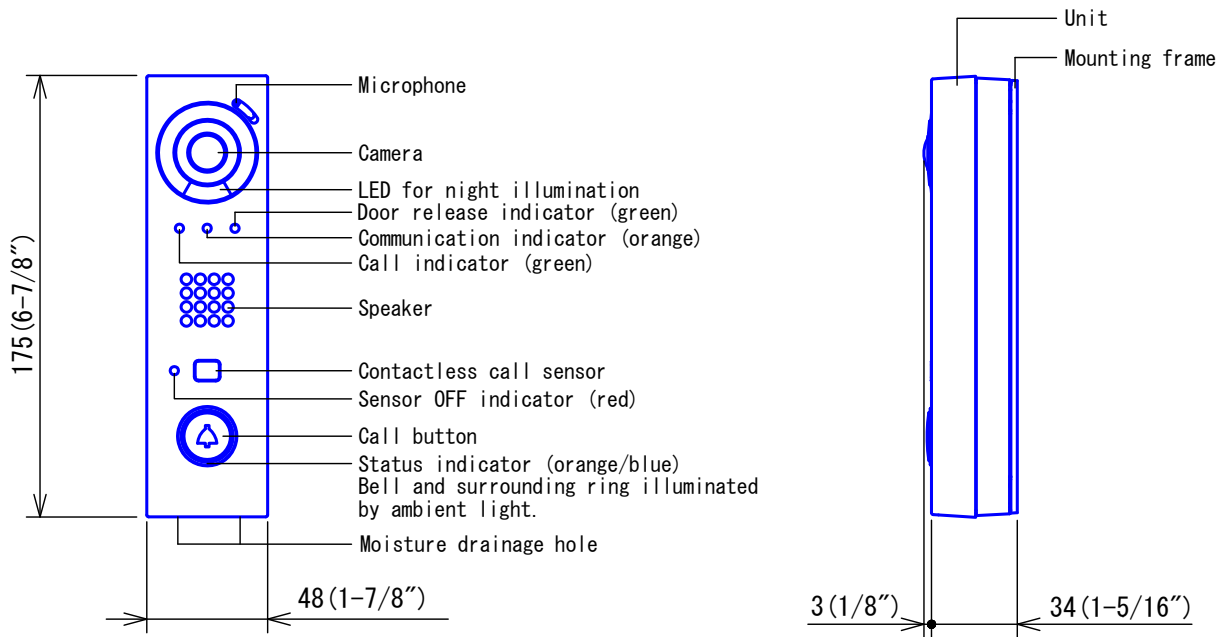 Unit
Mounting frame
Microphone
Camera
LED for night illumination
Door release indicator (green)
Communication indicator (orange)
Call indicator (green)
175(6-7/8")
Speaker
Contactless call sensor
Sensor OFF indicator (red)
Call button
Status indicator (orange/blue)
Bell and surrounding ring illuminated
by ambient light.
Moisture drainage hole
48(1-7/8")
3(1/8")
34(1-5/16")